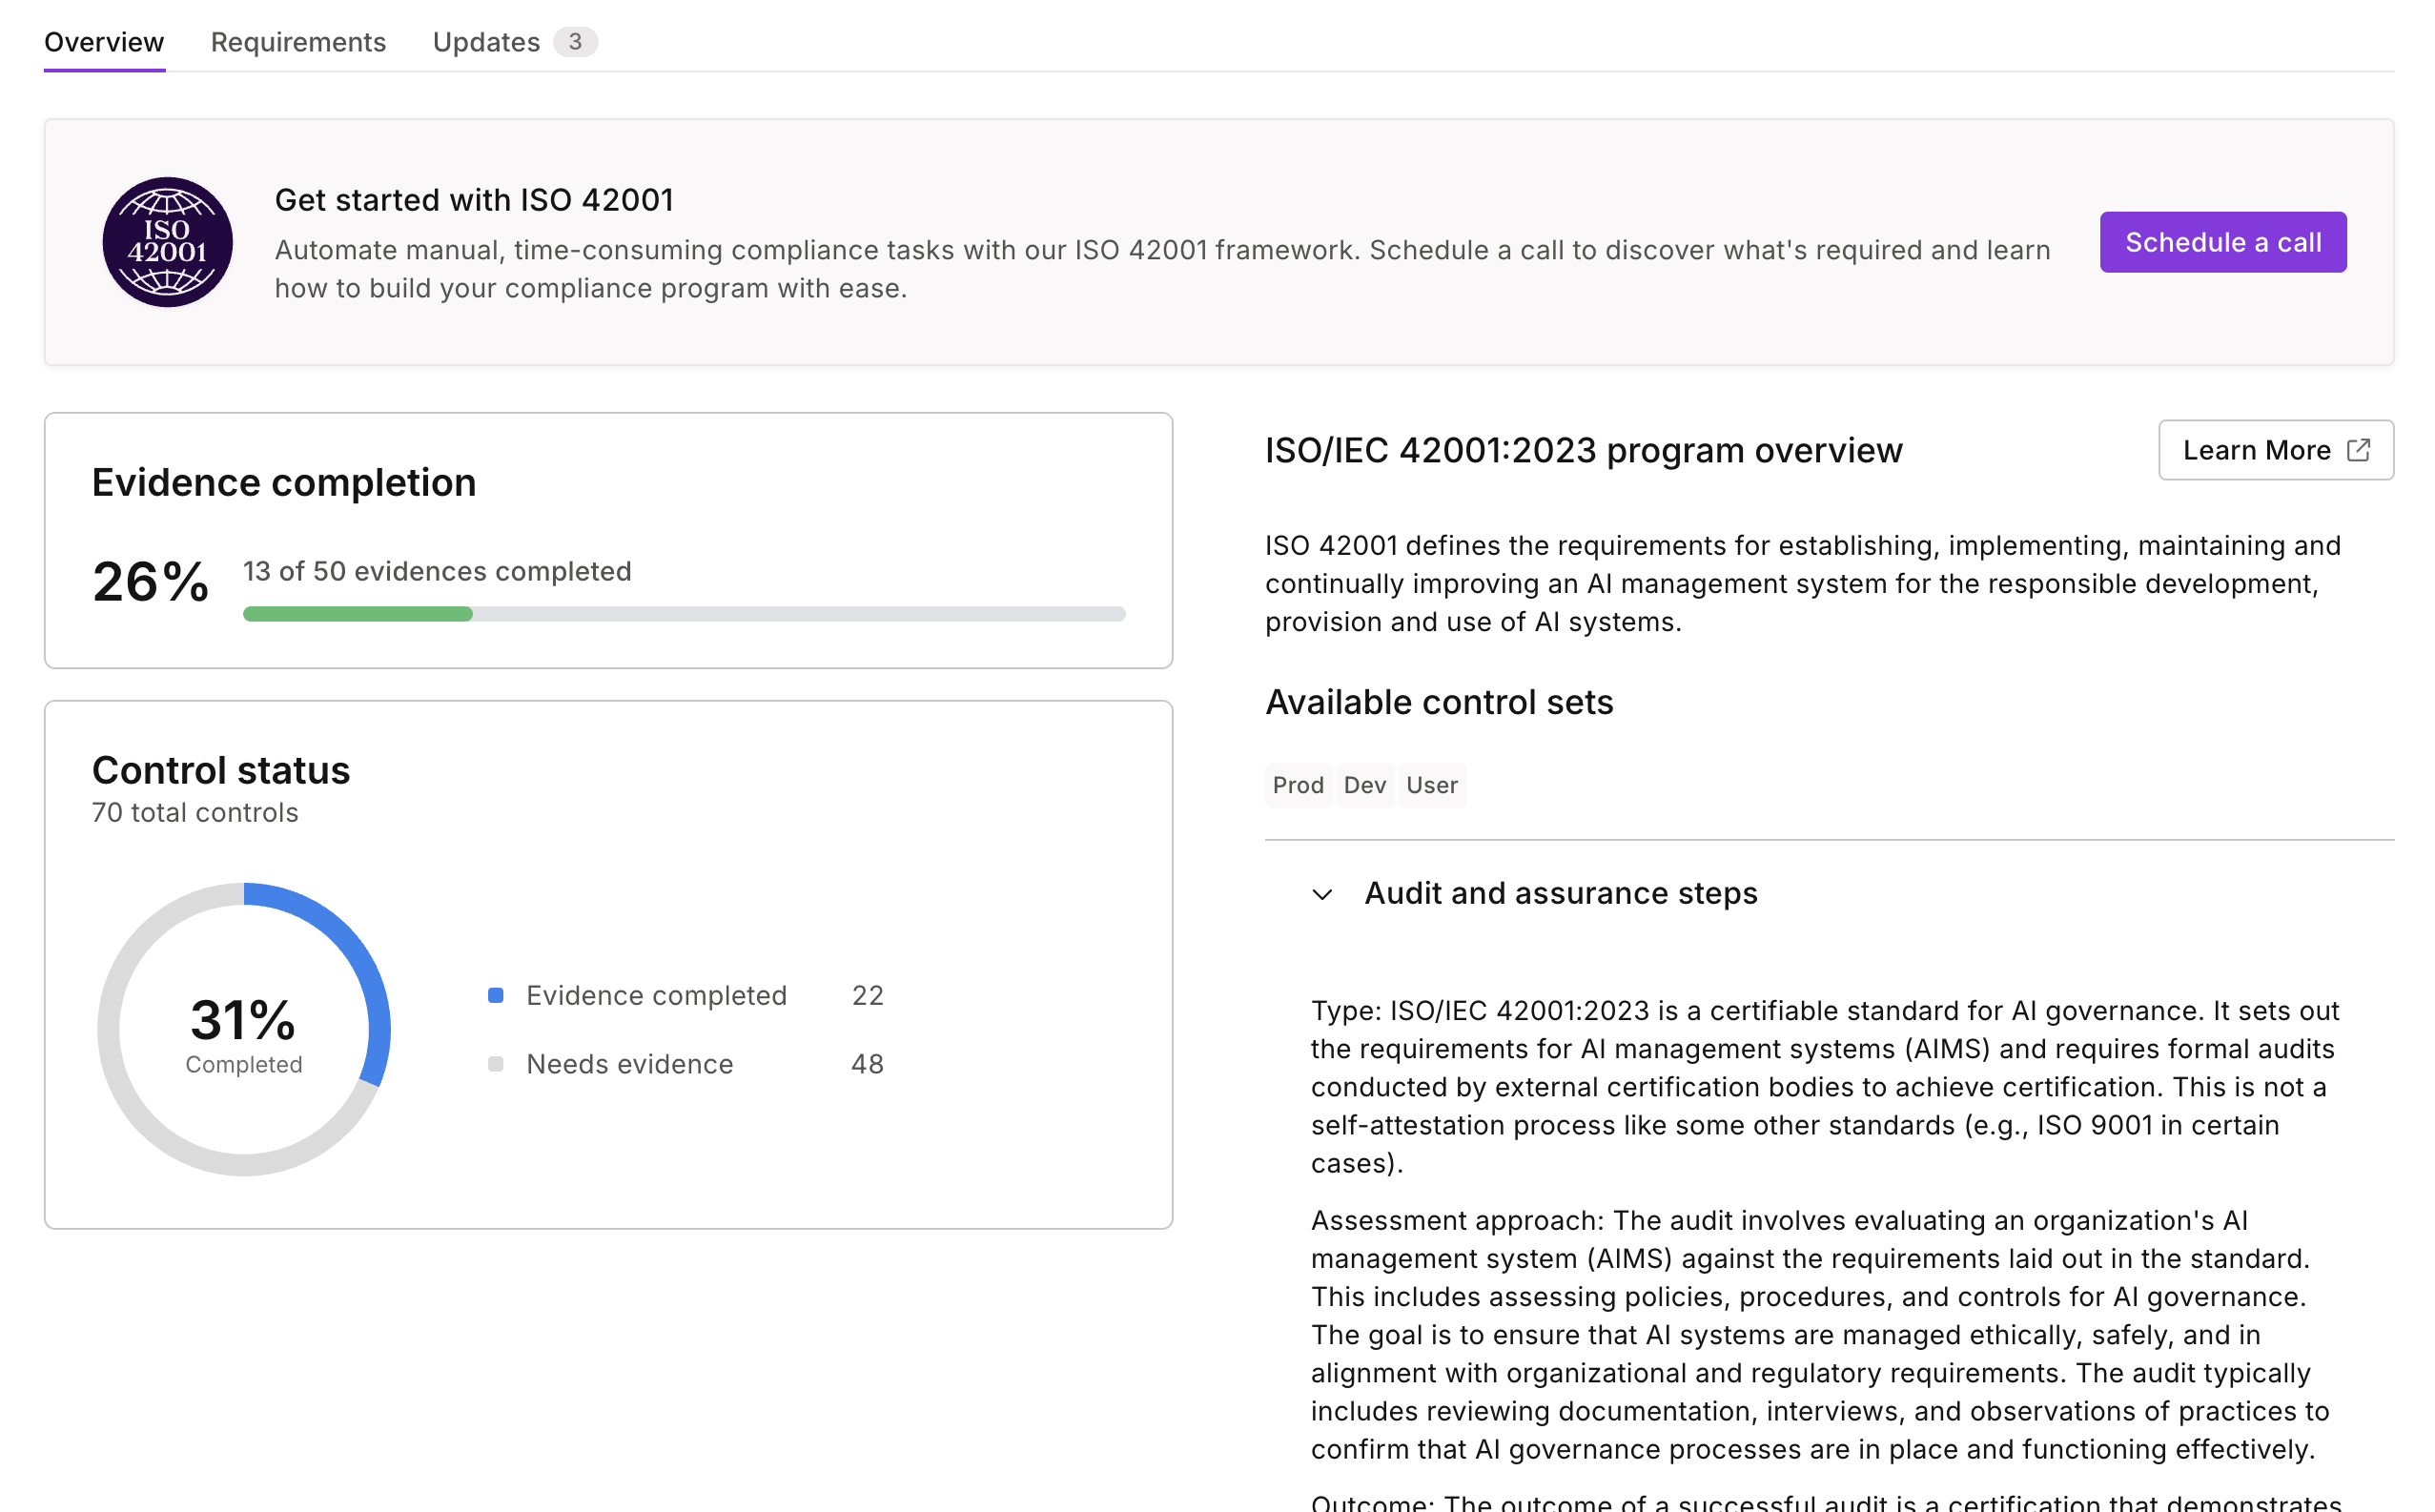 Overview
Requirements
Updates 3
ISO
42001
Get started with ISO 42001
Automate manual, time-consuming compliance tasks with our ISO 42001 framework. Schedule a call to discover what's required and learn
how to build your compliance program with ease.
Schedule a call
Evidence completion
26%
13 of 50 evidences completed
Control status
70 total controls
31%
Completed
Evidence completed 22
Needs evidence 48
ISO/IEC 42001:2023 program overview
Learn More
ISO 42001 defines the requirements for establishing, implementing, maintaining and
continually improving an AI management system for the responsible development,
provision and use of AI systems.
Available control sets
Prod Dev User
Audit and assurance steps
Type: ISO/IEC 42001:2023 is a certifiable standard for AI governance. It sets out
the requirements for AI management systems (AIMS) and requires formal audits
conducted by external certification bodies to achieve certification. This is not a
self-attestation process like some other standards (e.g., ISO 9001 in certain
cases).
Assessment approach: The audit involves evaluating an organization's AI
management system (AIMS) against the requirements laid out in the standard.
This includes assessing policies, procedures, and controls for AI governance.
The goal is to ensure that AI systems are managed ethically, safely, and in
alignment with organizational and regulatory requirements. The audit typically
includes reviewing documentation, interviews, and observations of practices to
confirm that AI governance processes are in place and functioning effectively.
Outcome: The outcome of a successful audit is a certification that demonstrates